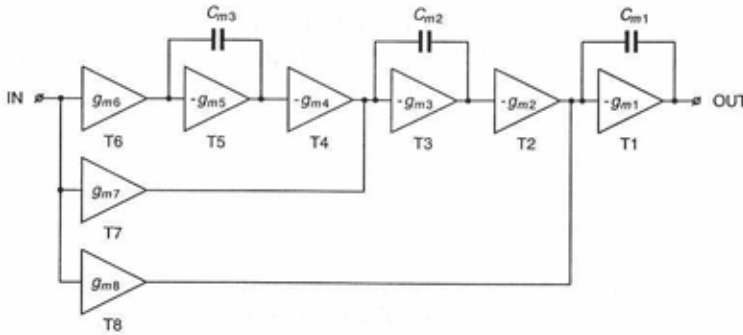 Cm3
Cm2
Cm1
IN
gm6
-gm5
-gm4
-gm3
-gm2
-gm1
OUT
T6
T5
T4
T3
T2
T1
gm7
T7
gm8
T8